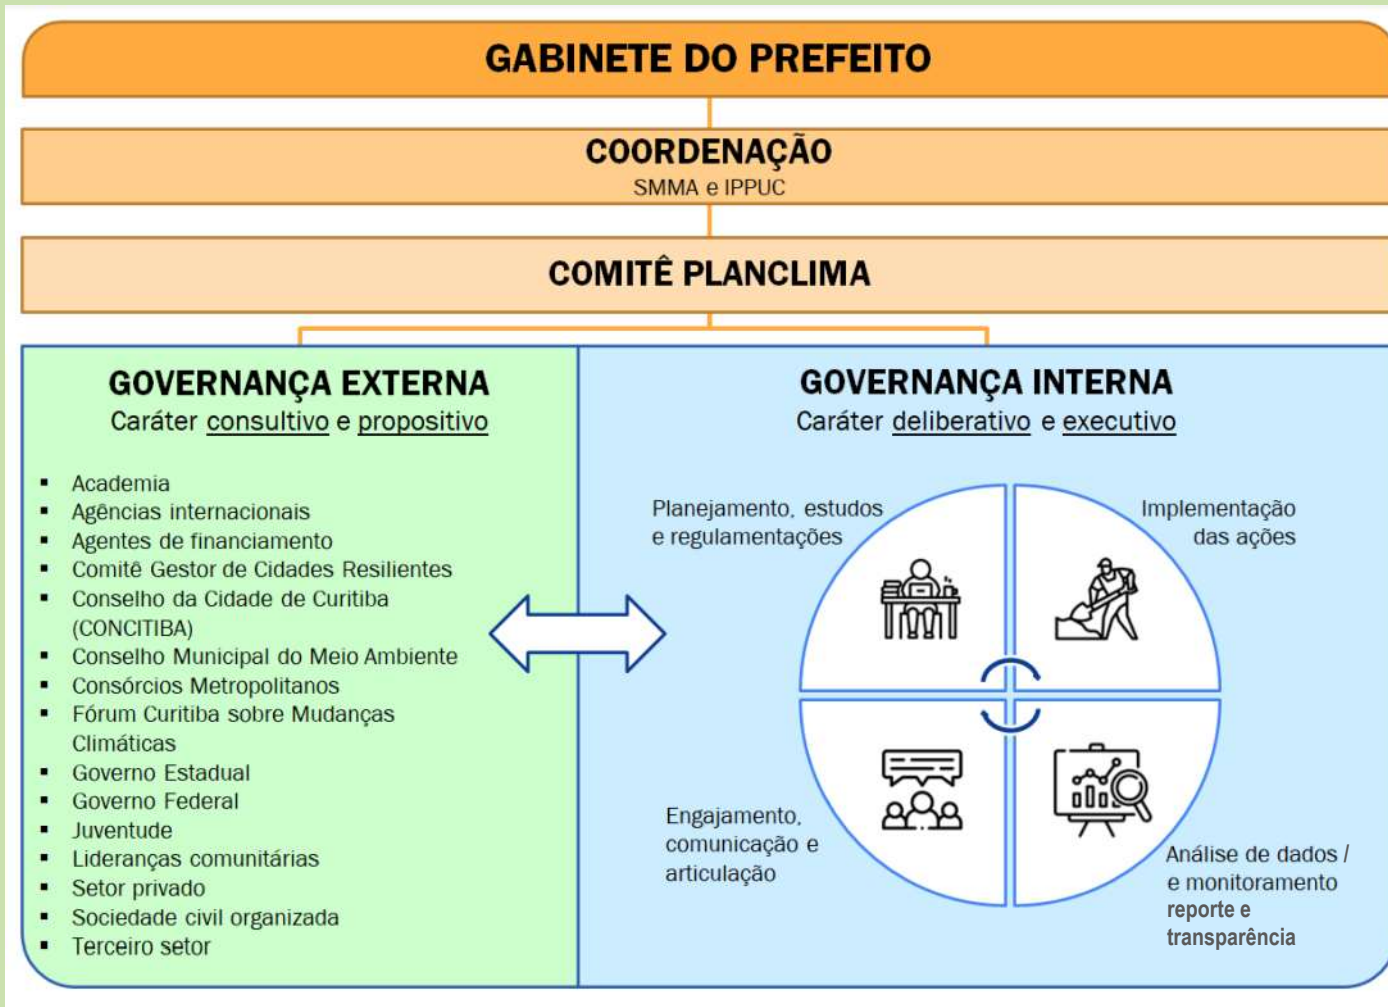 GABINETE DO PREFEITO
COORDENAÇÃO
SMMA e IPPUC
COMITÊ PLANCLIMA
GOVERNANÇA EXTERNA
Caráter consultivo e propositivo
▪ Academia
▪ Agências internacionais
▪ Agentes de financiamento
▪ Comitê Gestor de Cidades Resilientes
▪ Conselho da Cidade de Curitiba
(CONCITIBA)
▪ Conselho Municipal do Meio Ambiente
▪ Consórcios Metropolitanos
▪ Fórum Curitiba sobre Mudanças
Climáticas
▪ Governo Estadual
▪ Governo Federal
▪ Juventude
▪ Lideranças comunitárias
▪ Setor privado
▪ Sociedade civil organizada
▪ Terceiro setor
GOVERNANÇA INTERNA
Caráter deliberativo e executivo
Planejamento, estudos
e regulamentações
Implementação
das ações
Engajamento,
comunicação e
articulação
Análise de dados /
e monitoramento
reporte e
transparência